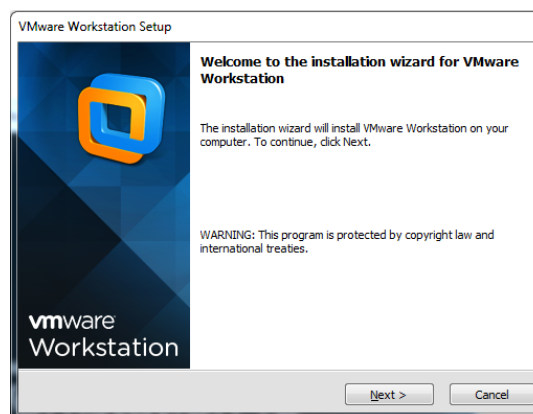 VMware Workstation Setup
Welcome to the installation wizard for VMware
Workstation
The installation wizard will install VMware Workstation on your
computer. To continue, click Next.
WARNING: This program is protected by copyright law and
international treaties.
vmware
Workstation
Next >
Cancel